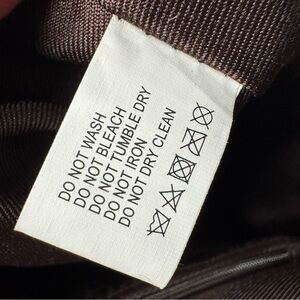 DO NOT WASH
DO NOT BLEACH
DO NOT TUMBLE DRY
DO NOT IRON
DO NOT DRY CLEAN